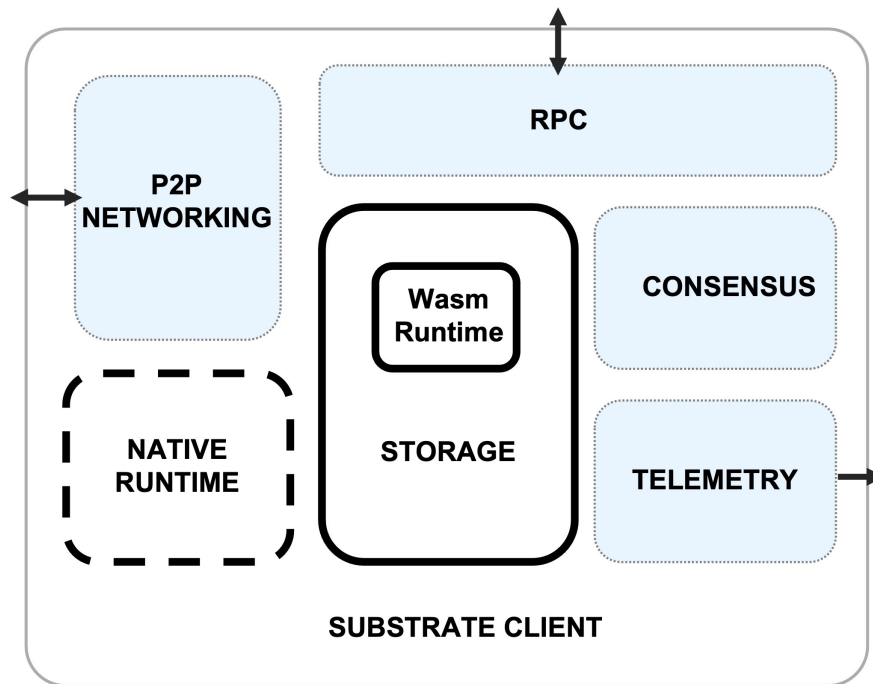 RPC
P2P
NETWORKING
Wasm
Runtime
CONSENSUS
NATIVE
RUNTIME
STORAGE
TELEMETRY
SUBSTRATE CLIENT